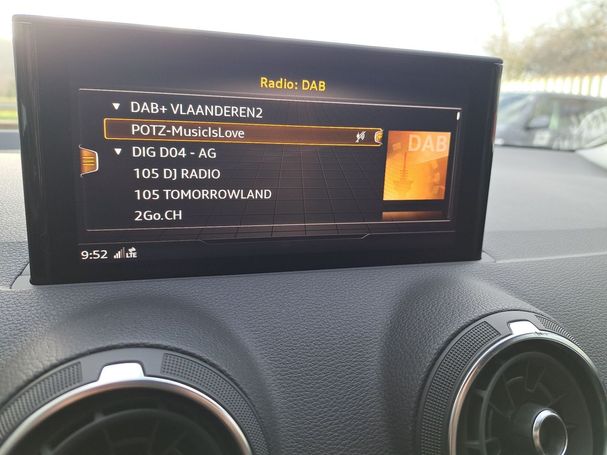 Radio: DAB
DAB+ VLAANDEREN2
POTZ-MusicIsLove
DIG D04 - AG
105 DJ RADIO
105 TOMORROWLAND
2Go.CH
DAB
9:52 LTE